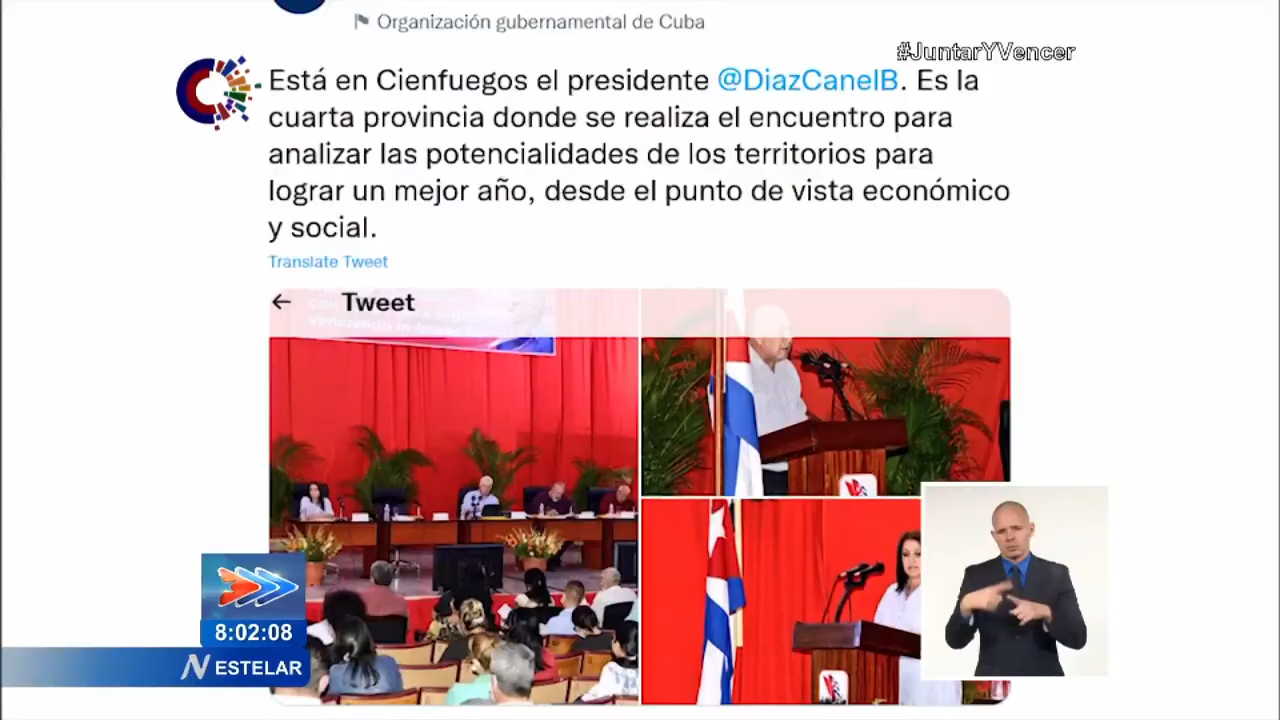 Organización gubernamental de Cuba
#JuntarYVencer
Está en Cienfuegos el presidente @DiazCanelB. Es la
cuarta provincia donde se realiza el encuentro para
analizar las potencialidades de los territorios para
lograr un mejor año, desde el punto de vista económico
y social.
Translate Tweet
← Tweet
8:02:08
N ESTELAR